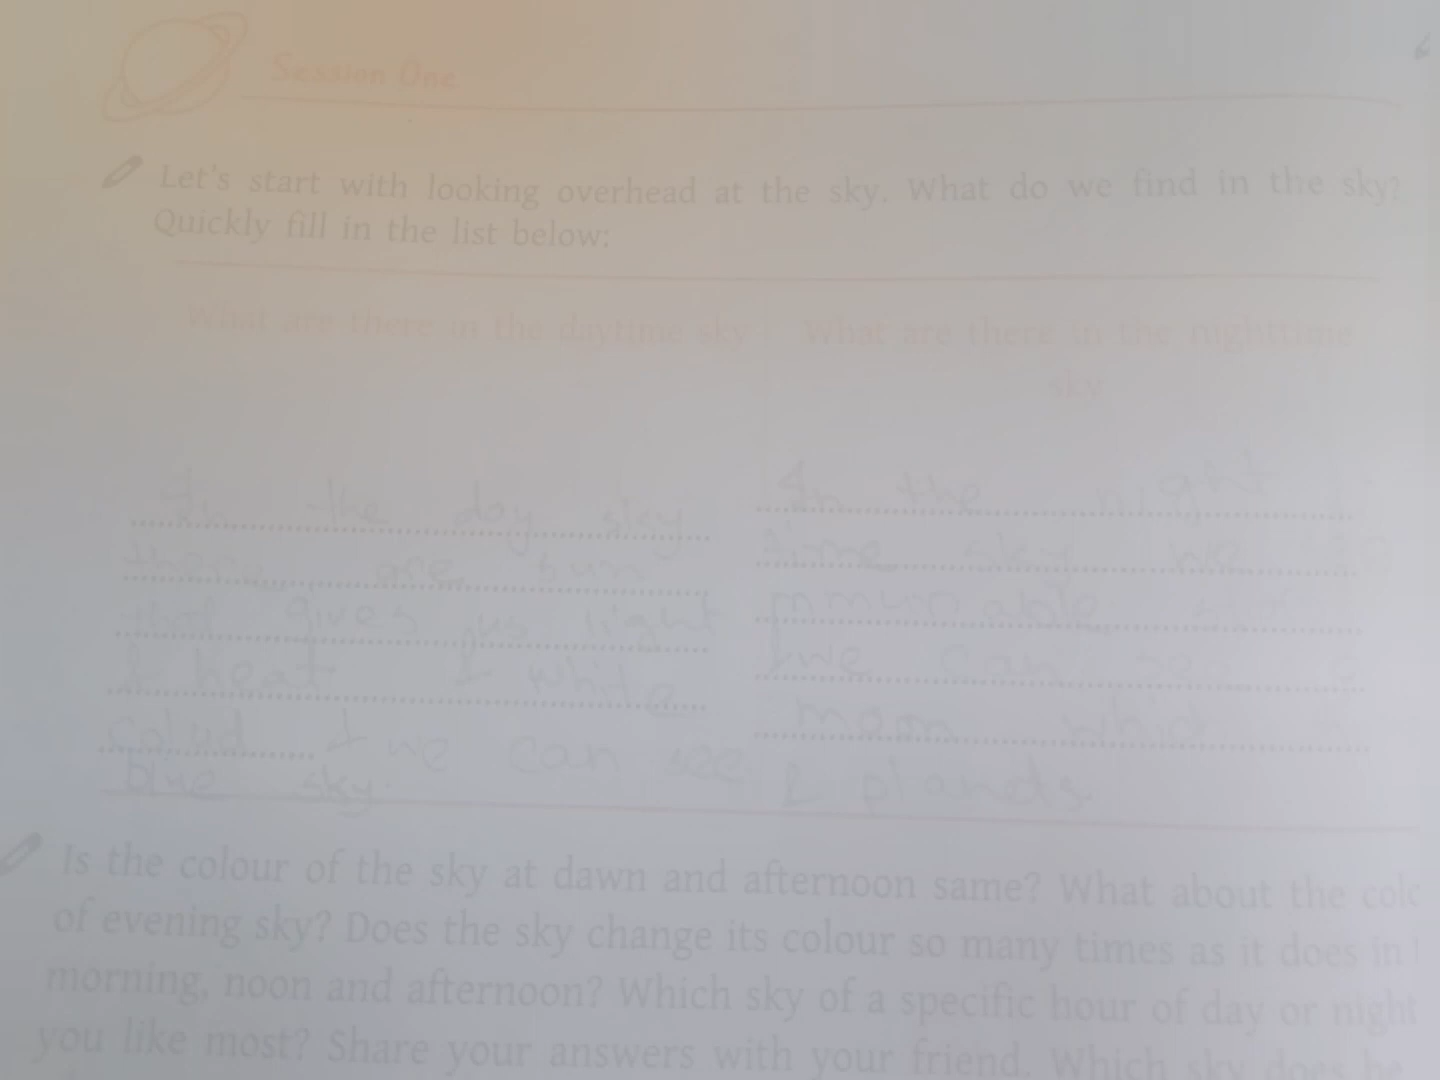 Session One
Let's start with looking overhead at the sky. What do we find in the sky?
Quickly fill in the list below:
What are there in the daytime sky
What are there in the nighttime
sky
In the day sky
there are sun
that gives us light
& heat & white
colud & we can see
blue sky.
In the night
time sky we
&we can see
moon which
& planets
Is the colour of the sky at dawn and afternoon same? What about the
of evening sky? Does the sky change its colour so many times as it does in
morning, noon and afternoon? Which sky of a specific hour of day or night
you like most? Share your answers with your friend. Which sky does